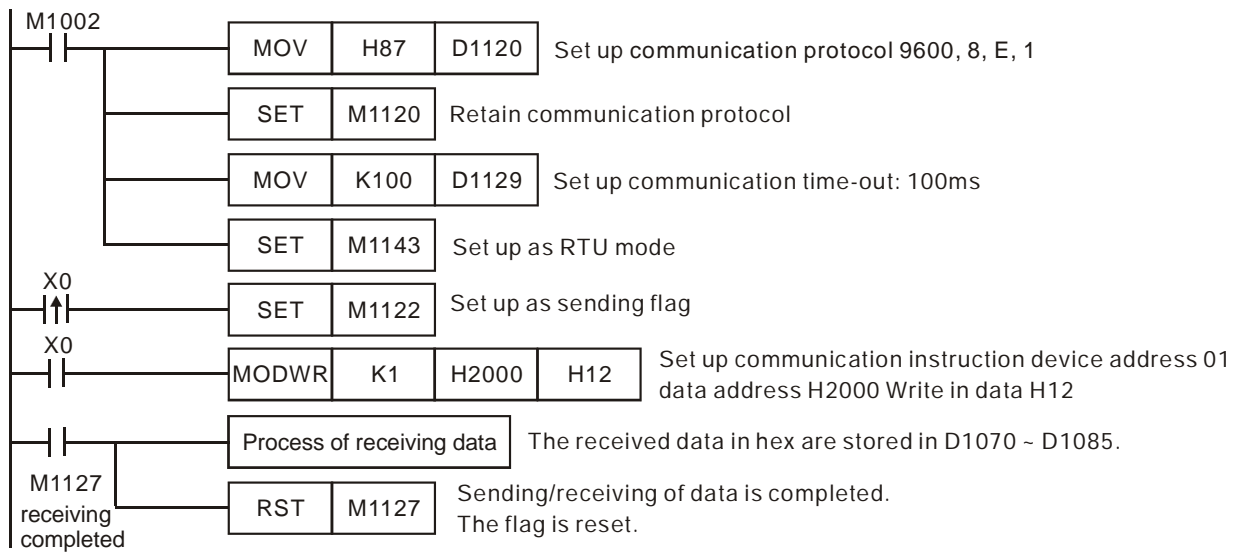 M1002
MOV H87 D1120 Set up communication protocol 9600, 8, E, 1
SET M1120 Retain communication protocol
MOV K100 D1129 Set up communication time-out: 100ms
SET M1143 Set up as RTU mode
X0
SET M1122 Set up as sending flag
X0
MODWR K1 H2000 H12 Set up communication instruction device address 01
data address H2000 Write in data H12
Process of receiving data The received data in hex are stored in D1070 ~ D1085.
M1127
receiving
completed
RST M1127 Sending/receiving of data is completed.
The flag is reset.